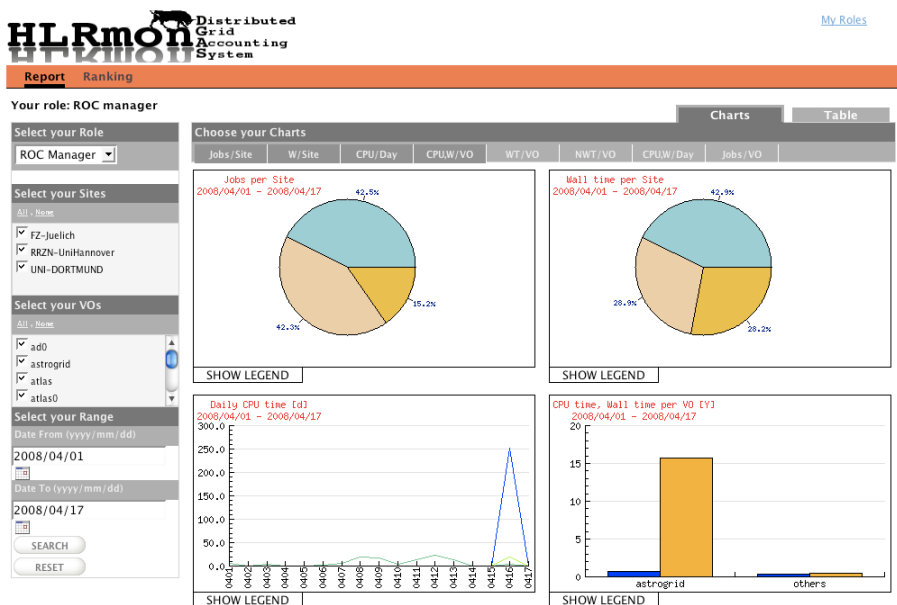 HLRmon Distributed
Grid
Accounting
System
My Roles
Report Ranking
Your role: ROC manager
Charts Table
Select your Role
ROC Manager
Choose your Charts
Jobs/Site W/Site CPU/Day CPU,W/VO WT/VO NWT/VO CPU,W/Day Jobs/VO
Select your Sites
All , None
FZ-Juelich
RRZN-UniHannover
UNI-DORTMUND
Select your VOs
All , None
ad0
astrogrid
atlas
atlas0
Select your Range
Date From (yyyy/mm/dd)
2008/04/01
Date To (yyyy/mm/dd)
2008/04/17
SEARCH
RESET
Jobs per Site
2008/04/01 - 2008/04/17
42.5%
42.3%
15.2%
SHOW LEGEND
Wall time per Site
2008/04/01 - 2008/04/17
42.9%
28.9%
28.2%
SHOW LEGEND
Daily CPU time [d]
2008/04/01 - 2008/04/17
300.0
250.0
200.0
150.0
100.0
50.0
0.0
0401 0402 0403 0404 0405 0406 0407 0408 0409 0410 0411 0412 0413 0414 0415 0416 0417
SHOW LEGEND
CPU time, Wall time per VO [Y]
2008/04/01 - 2008/04/17
20
15
10
5
0
astrogrid others
SHOW LEGEND